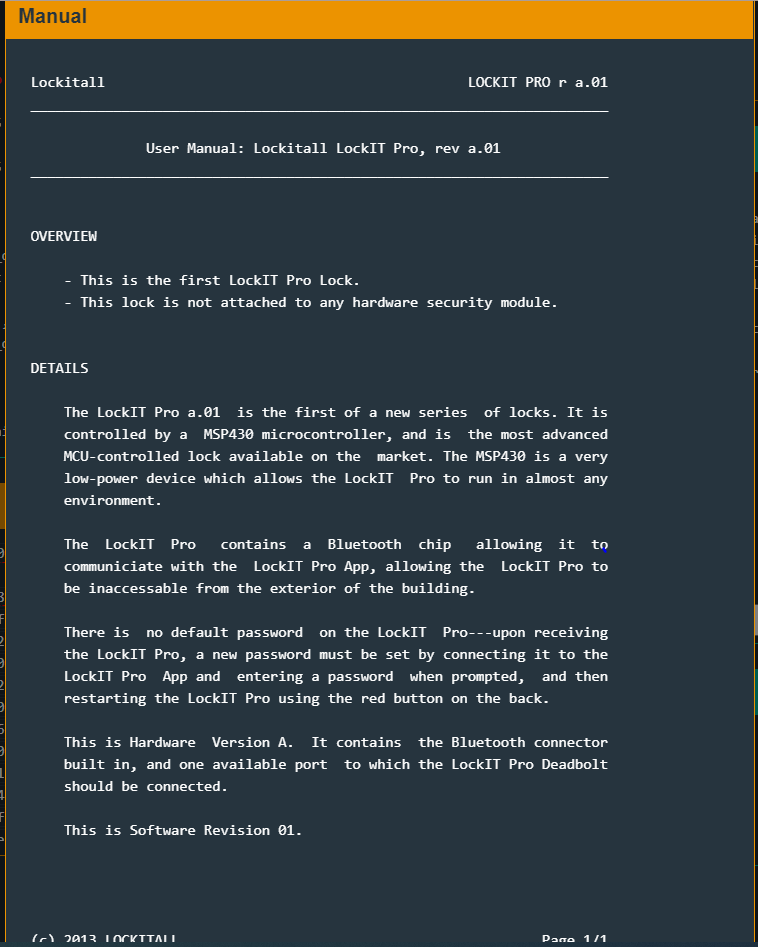 Manual
Lockitall LOCKIT PRO r a.01
User Manual: Lockitall LockIT Pro, rev a.01
OVERVIEW
- This is the first LockIT Pro Lock.
- This lock is not attached to any hardware security module.
DETAILS
The LockIT Pro a.01 is the first of a new series of locks. It is
controlled by a MSP430 microcontroller, and is the most advanced
MCU-controlled lock available on the market. The MSP430 is a very
low-power device which allows the LockIT Pro to run in almost any
environment.
The LockIT Pro contains a Bluetooth chip allowing it to
communiciate with the LockIT Pro App, allowing the LockIT Pro to
be inaccessable from the exterior of the building.
There is no default password on the LockIT Pro---upon receiving
the LockIT Pro, a new password must be set by connecting it to the
LockIT Pro App and entering a password when prompted, and then
restarting the LockIT Pro using the red button on the back.
This is Hardware Version A. It contains the Bluetooth connector
built in, and one available port to which the LockIT Pro Deadbolt
should be connected.
This is Software Revision 01.
(c) 2013 LOCKITALL Page 1/1